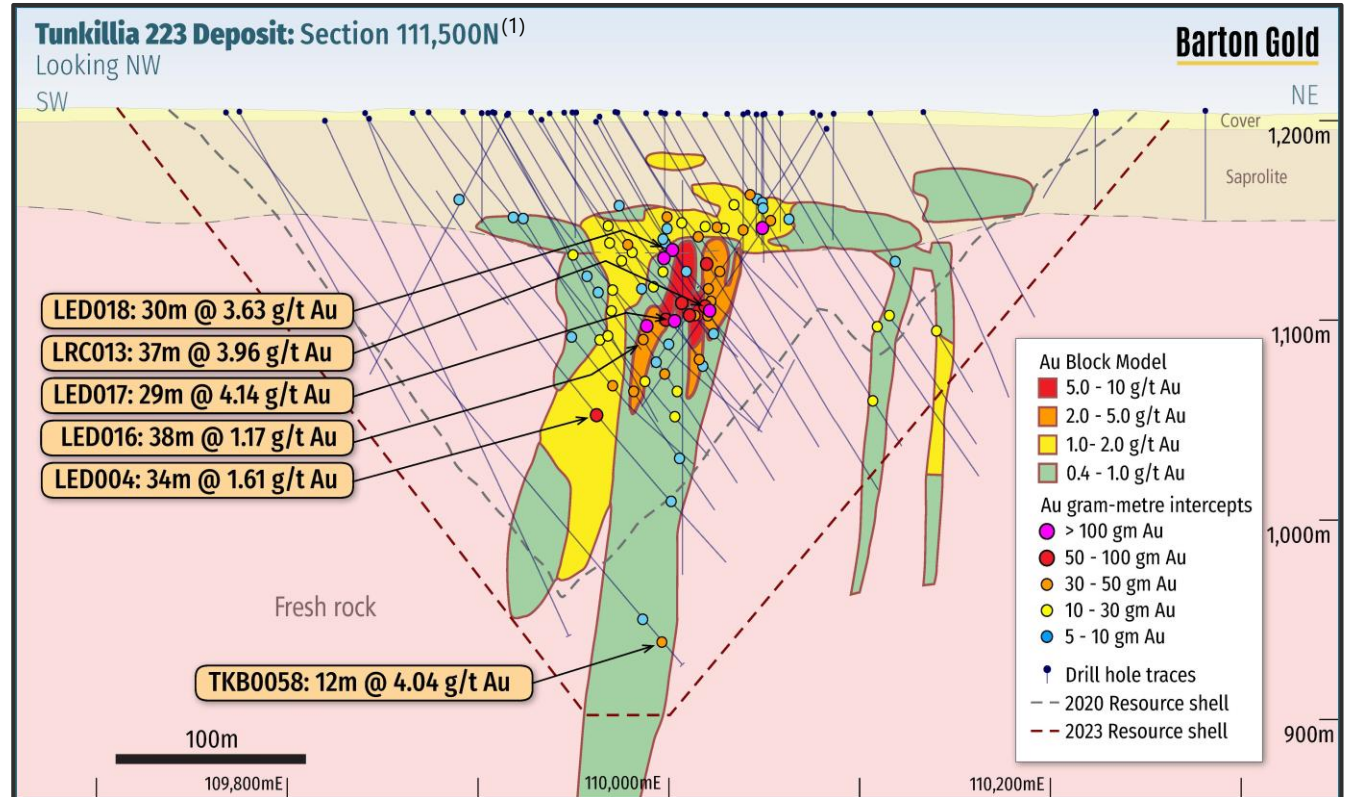 Tunkillia 223 Deposit: Section 111,500N(1)
Looking NW
SW
Barton Gold
NE
Cover
1,200m
Saprolite
LED018: 30m @ 3.63 g/t Au
LRC013: 37m @ 3.96 g/t Au
LED017: 29m @ 4.14 g/t Au
LED016: 38m @ 1.17 g/t Au
LED004: 34m @ 1.61 g/t Au
1,100m
Au Block Model
5.0 - 10 g/t Au
2.0 - 5.0 g/t Au
1.0- 2.0 g/t Au
0.4 - 1.0 g/t Au
Au gram-metre intercepts
> 100 gm Au
50 - 100 gm Au
30 - 50 gm Au
10 - 30 gm Au
5 - 10 gm Au
Drill hole traces
2020 Resource shell
2023 Resource shell
1,000m
Fresh rock
TKB0058: 12m @ 4.04 g/t Au
900m
100m
109,800mE
110,000mE
110,200mE